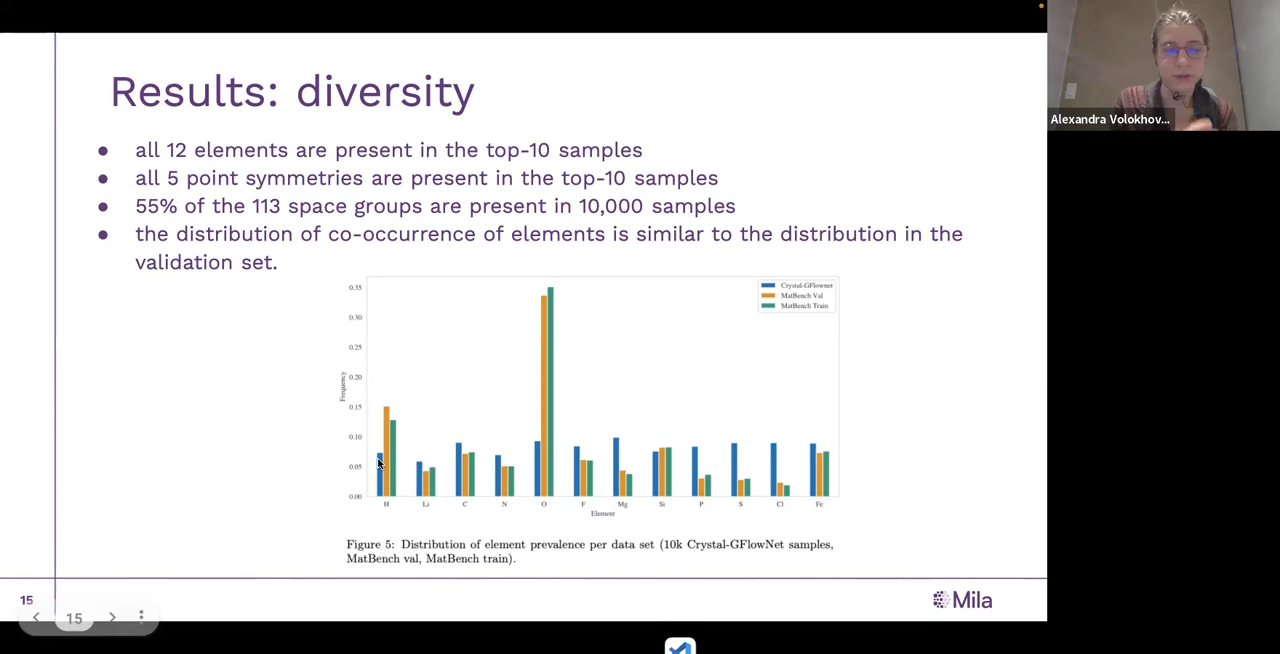 Results: diversity
● all 12 elements are present in the top-10 samples
● all 5 point symmetries are present in the top-10 samples
● 55% of the 113 space groups are present in 10,000 samples
● the distribution of co-occurrence of elements is similar to the distribution in the
validation set.
Crystal-GFlownet
MatBench Val
MatBench Train
0.35
0.30
0.25
0.20
0.15
0.10
0.05
0.00
Frequency
H Li C N O F Mg Si P S Cl Fe
Element
Figure 5: Distribution of element prevalence per data set (10k Crystal-GFlowNet samples,
MatBench val, MatBench train).
15
15
Mila
Alexandra Volokhov...